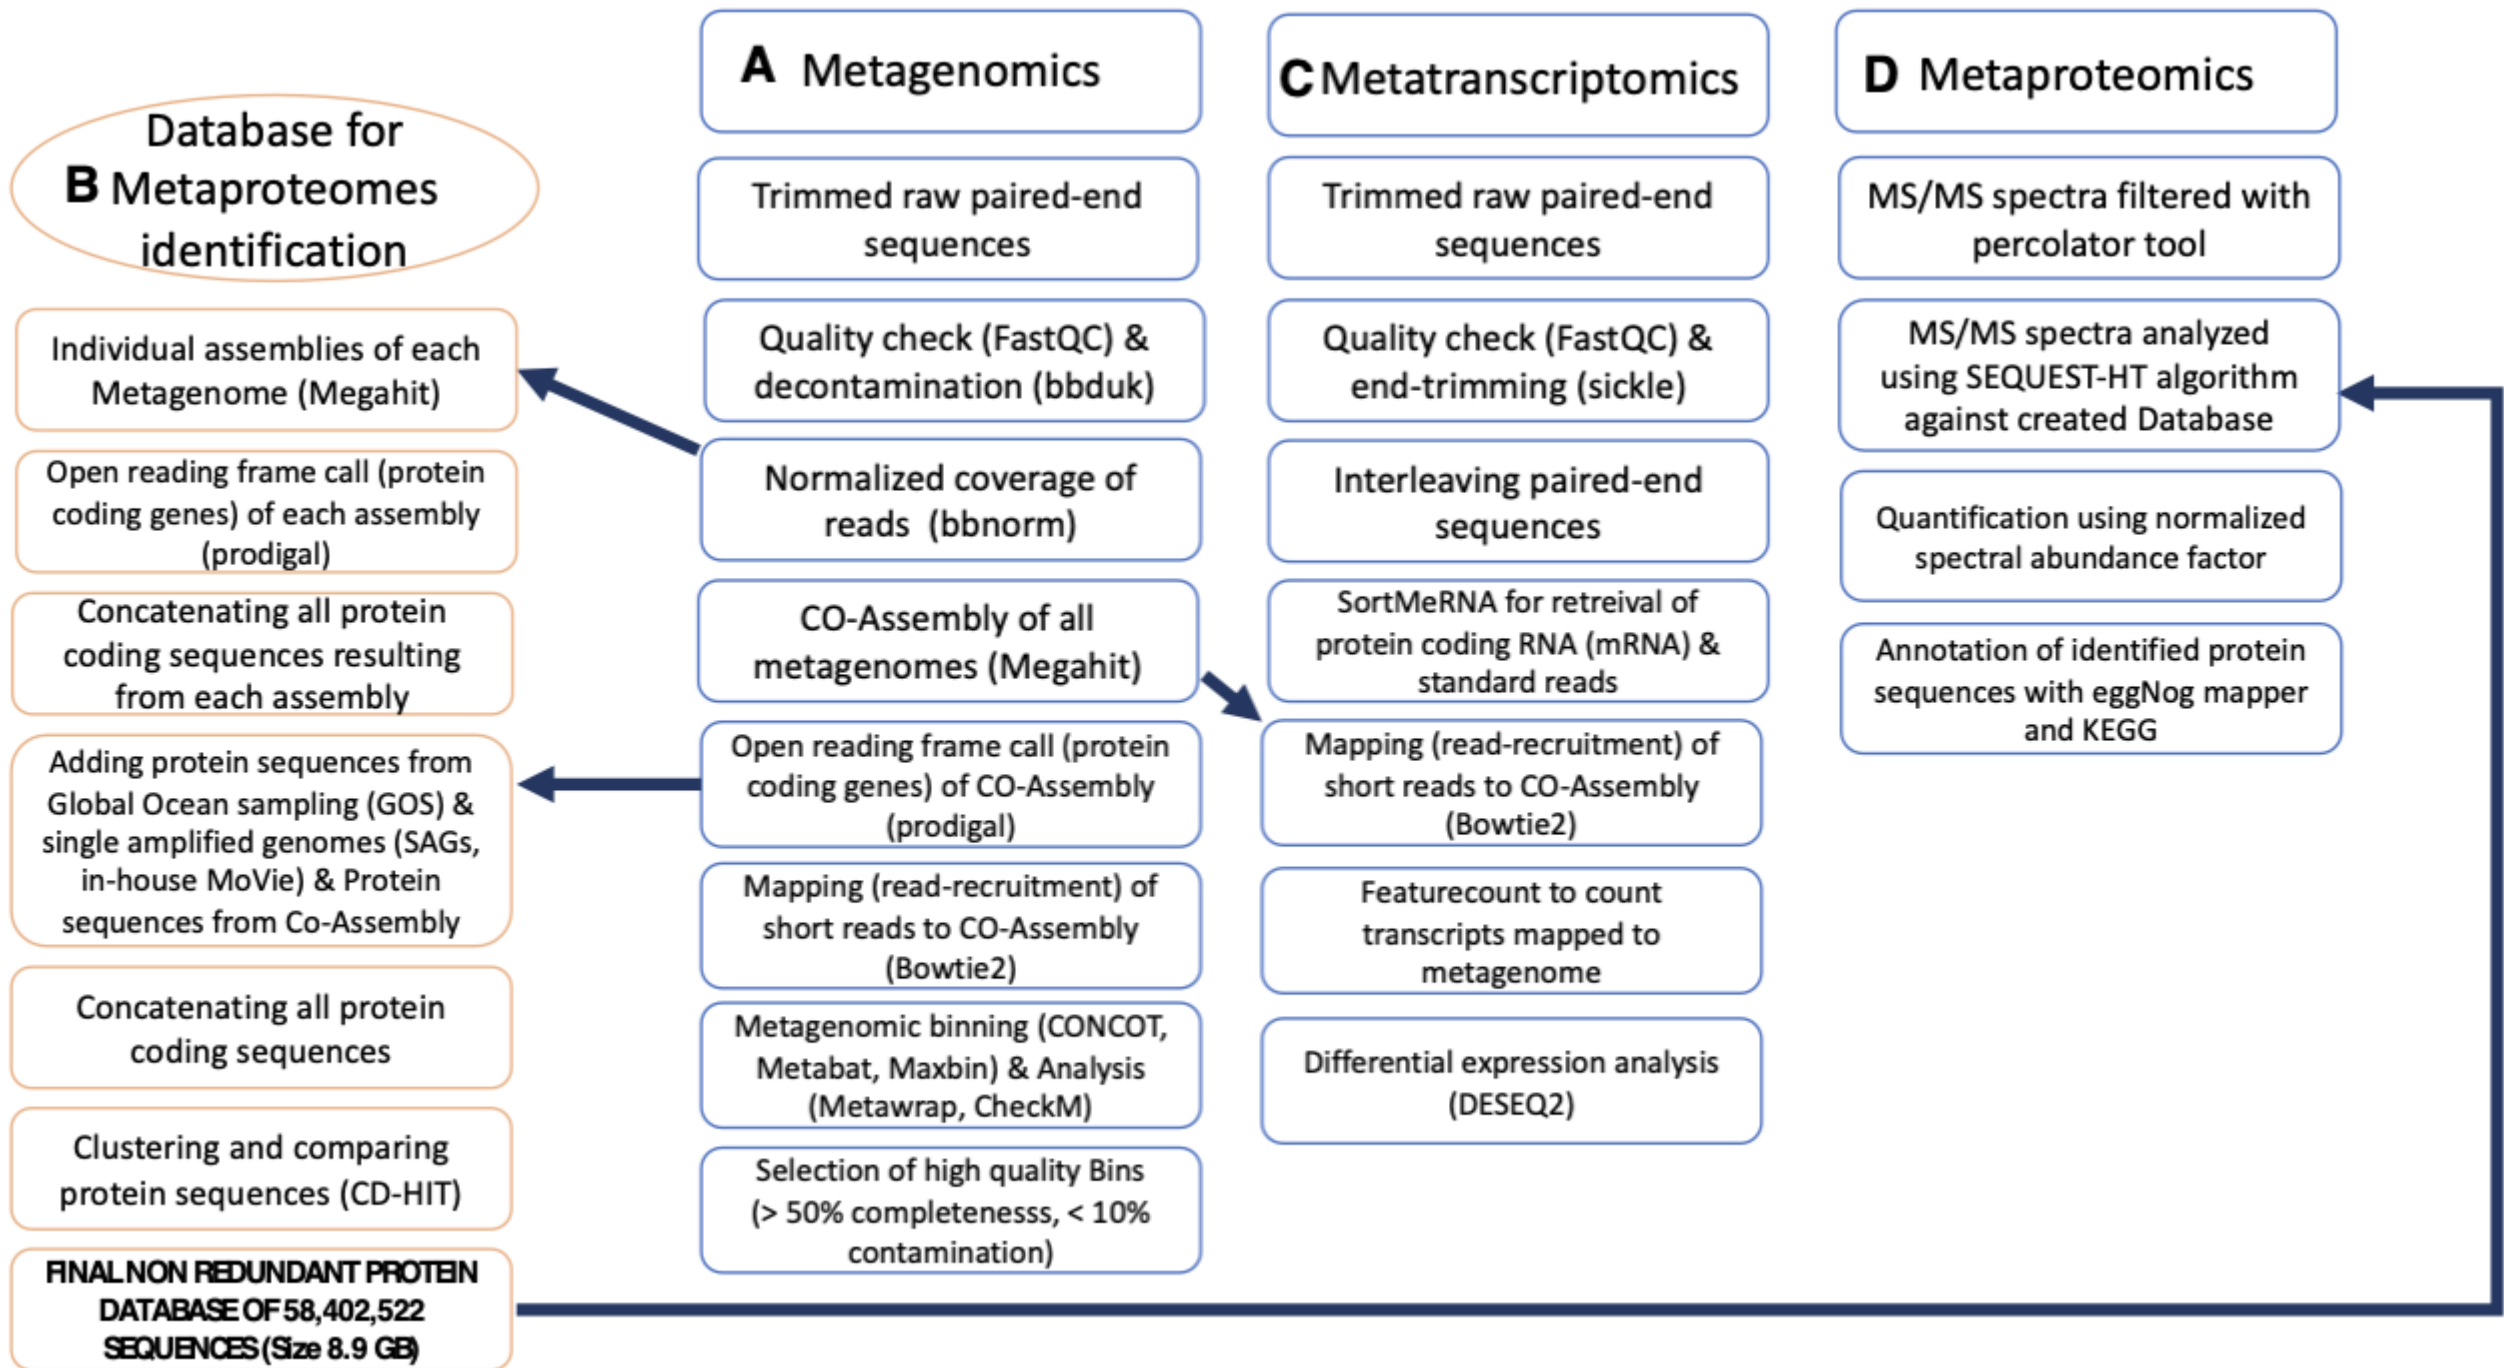 A Metagenomics
Trimmed raw paired-end
sequences
Quality check (FastQC) &
decontamination (bbduk)
Normalized coverage of
reads (bbnorm)
CO-Assembly of all
metagenomes (Megahit)
Open reading frame call (protein
coding genes) of CO-Assembly
(prodigal)
Mapping (read-recruitment) of
short reads to CO-Assembly
(Bowtie2)
Metagenomic binning (CONCOT,
Metabat, Maxbin) & Analysis
(Metawrap, CheckM)
Selection of high quality Bins
(> 50% completenesss, < 10%
contamination)
Database for
B Metaproteomes
identification
Individual assemblies of each
Metagenome (Megahit)
Open reading frame call (protein
coding genes) of each assembly
(prodigal)
Concatenating all protein
coding sequences resulting
from each assembly
Adding protein sequences from
Global Ocean sampling (GOS) &
single amplified genomes (SAGs,
in-house MoVie) & Protein
sequences from Co-Assembly
Concatenating all protein
coding sequences
Clustering and comparing
protein sequences (CD-HIT)
FINAL NON REDUNDANT PROTEIN
DATABASE OF 58,402,522
SEQUENCES (Size 8.9 GB)
C Metatranscriptomics
Trimmed raw paired-end
sequences
Quality check (FastQC) &
end-trimming (sickle)
Interleaving paired-end
sequences
SortMeRNA for retreival of
protein coding RNA (mRNA) &
standard reads
Mapping (read-recruitment) of
short reads to CO-Assembly
(Bowtie2)
Featurecount to count
transcripts mapped to
metagenome
Differential expression analysis
(DESEQ2)
D Metaproteomics
MS/MS spectra filtered with
percolator tool
MS/MS spectra analyzed
using SEQUEST-HT algorithm
against created Database
Quantification using normalized
spectral abundance factor
Annotation of identified protein
sequences with eggNog mapper
and KEGG